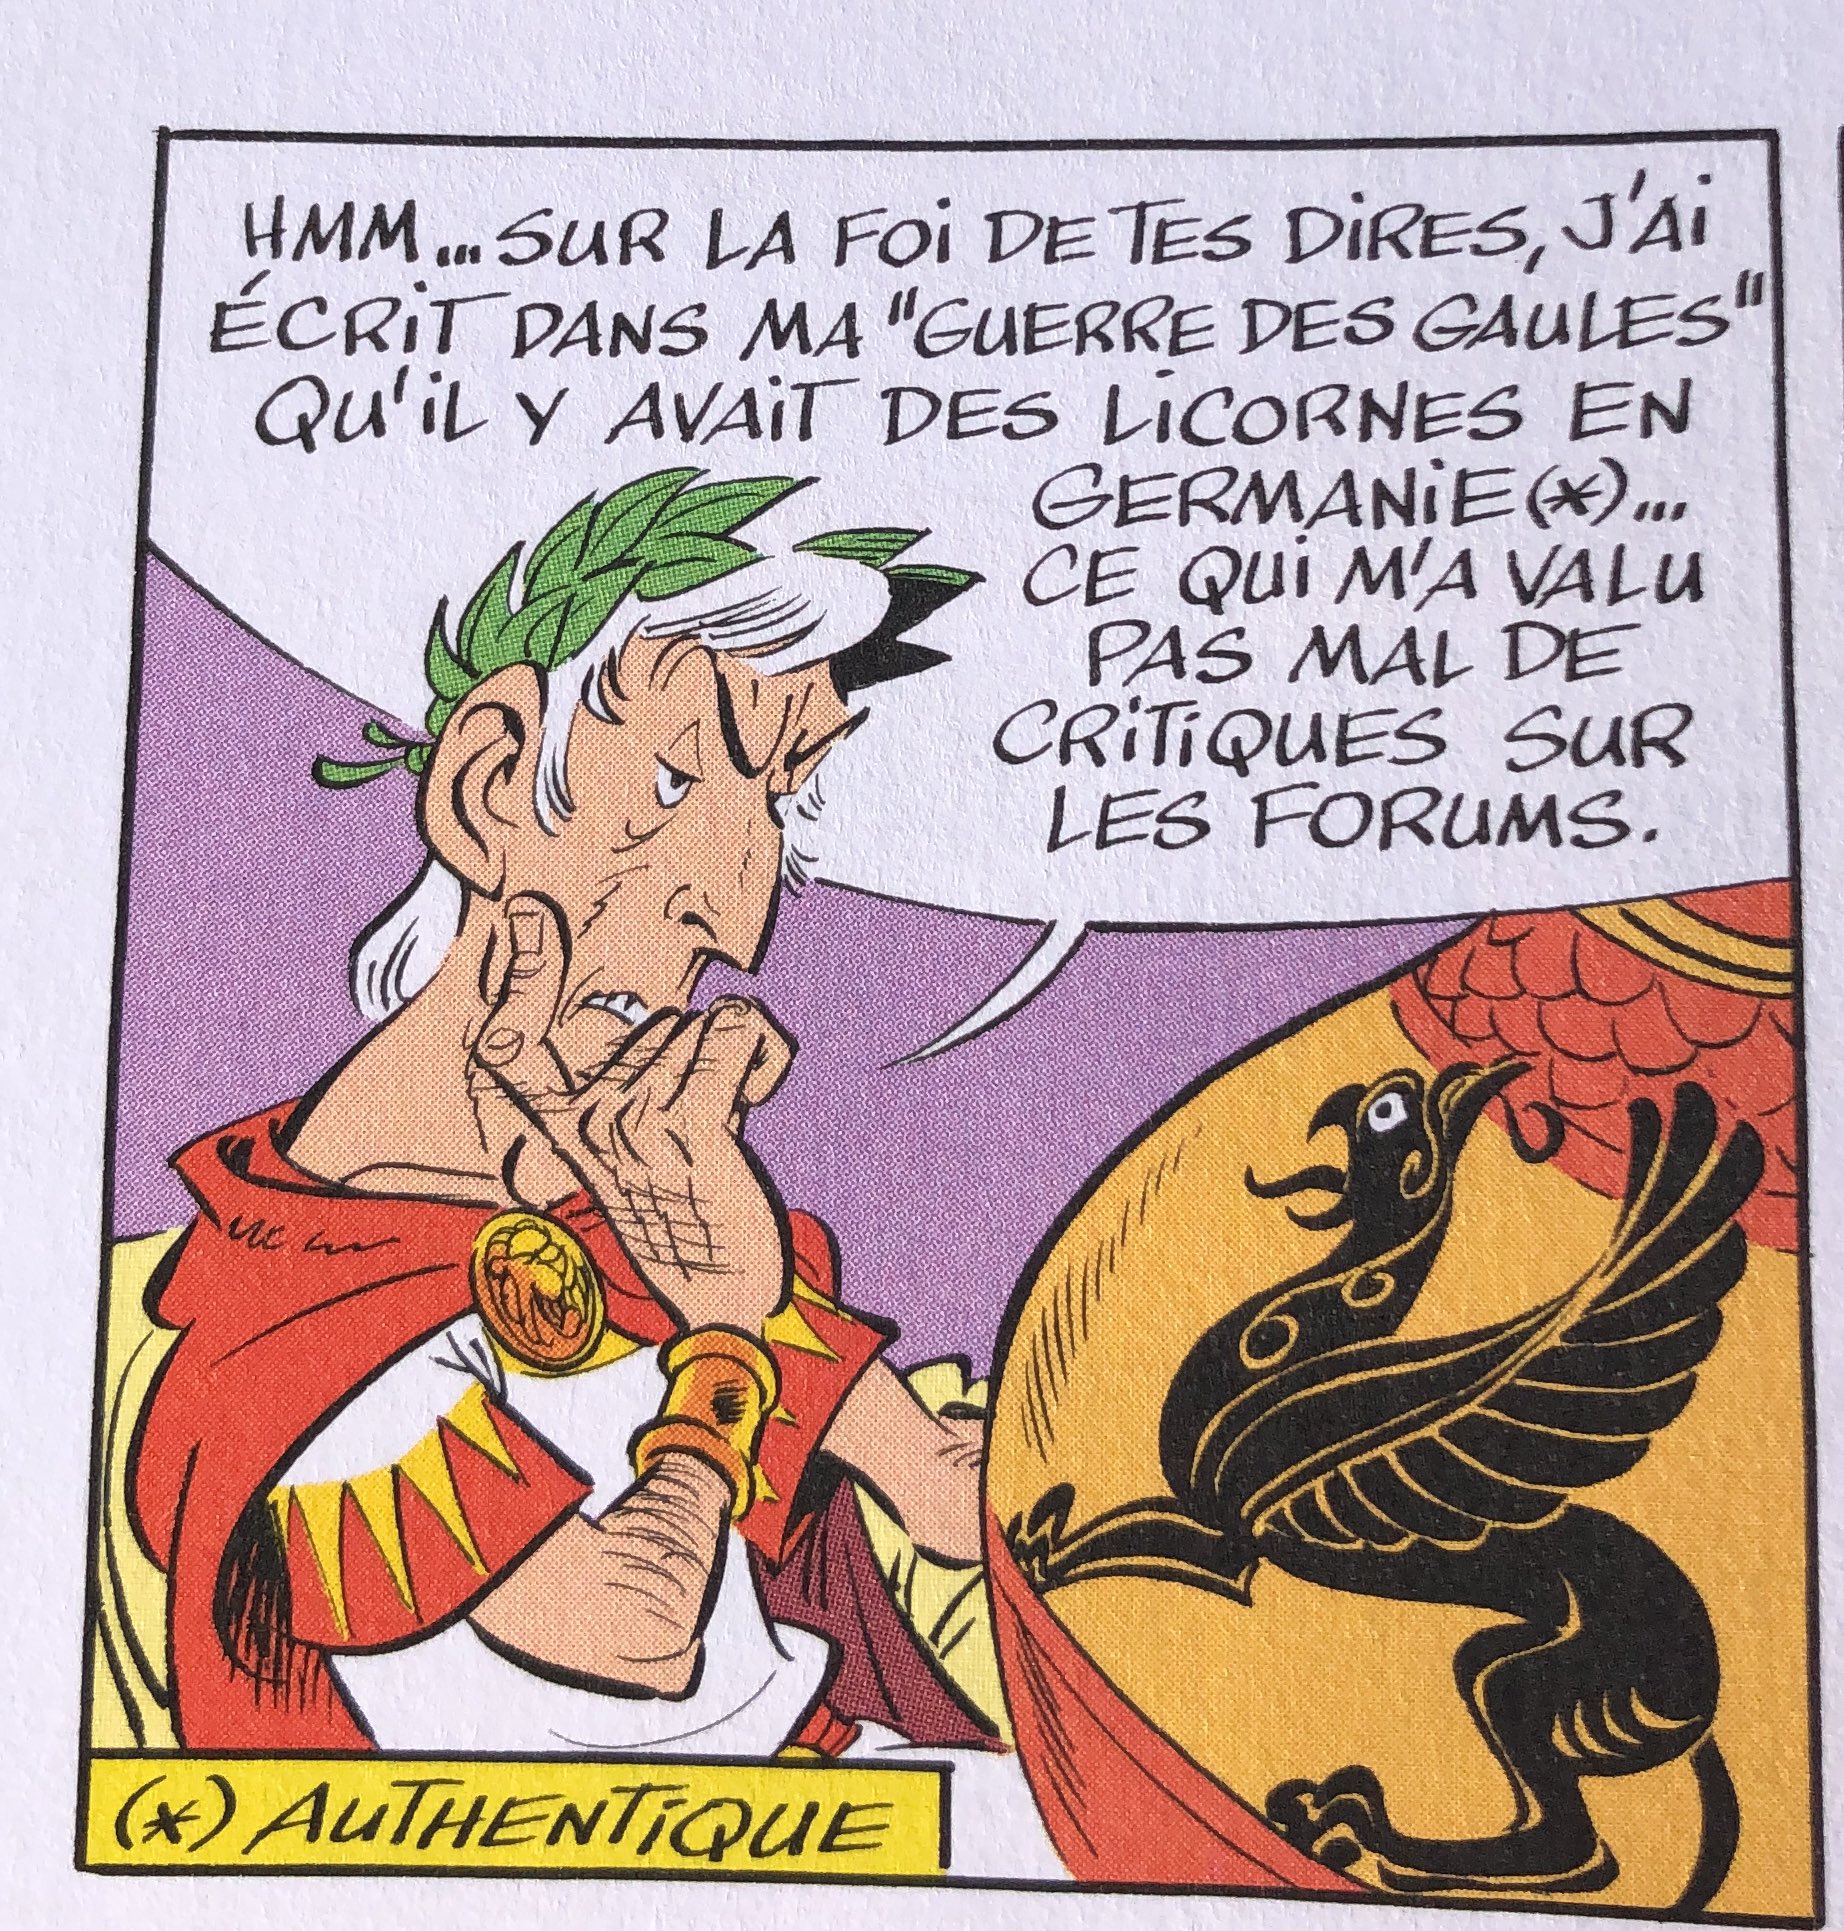 HMM... SUR LA FOI DE TES DIRES, J'AI
ÉCRIT DANS MA "GUERRE DES GAULES"
QU'IL Y AVAIT DES LICORNES EN
GERMANIE (*)...
CE QUI M'A VALU
PAS MAL DE
CRITIQUES SUR
LES FORUMS.
(*) AUTHENTIQUE